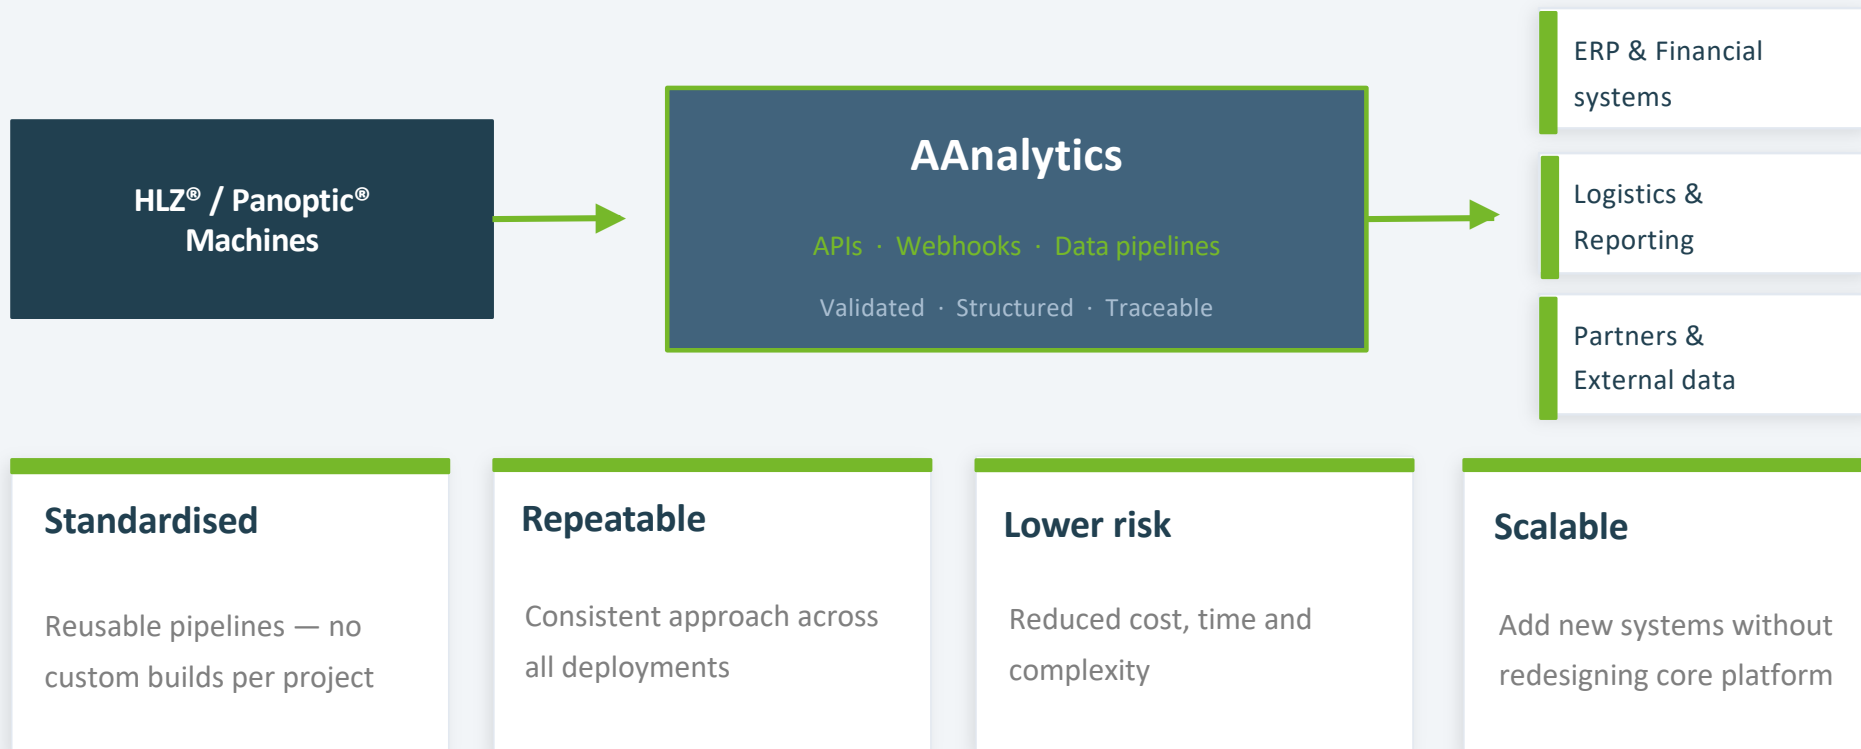 ERP & Financial
systems
HLZ® / Panoptic®
Machines
AAnalytics
APIs · Webhooks · Data pipelines
Validated · Structured · Traceable
Logistics &
Reporting
Partners &
External data
Standardised
Reusable pipelines — no
custom builds per project
Repeatable
Consistent approach across
all deployments
Lower risk
Reduced cost, time and
complexity
Scalable
Add new systems without
redesigning core platform